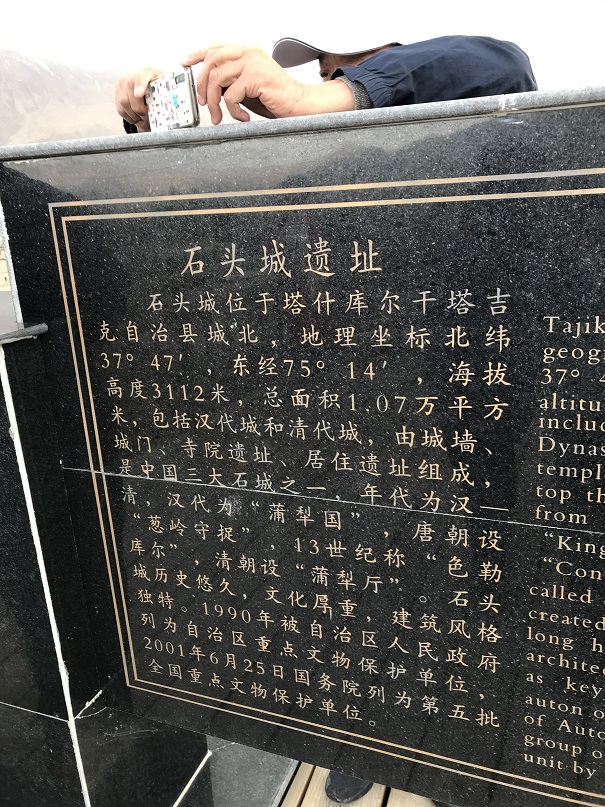 石头城遗址
石头城位于塔什库尔干塔吉
克自治县城北，地理坐标北纬
37° 47′，东经75° 14′，海拔
高度3112米，总面积1.07万平方
米，包括汉代城和清代城，由城墙、
城门、寺院遗址、居住遗址组成，
是中国三大石城之一，年代为汉—
清，汉代为“蒲犁国”，唐朝设
“葱岭守捉”，13世纪称“色勒
库尔”，清朝设“蒲犁厅”。石头
城历史悠久，文化厚重，建筑风格
独特。1990年被自治区人民政府
列为自治区重点文物保护单位，
2001年6月25日国务院列为第五批
全国重点文物保护单位。
Tajik
geog
37° 4
altitu
includ
Dynas
templ
top th
from
“King
“Con
called
created
long h
architec
as key
auton o
of Auto
group o
unit by